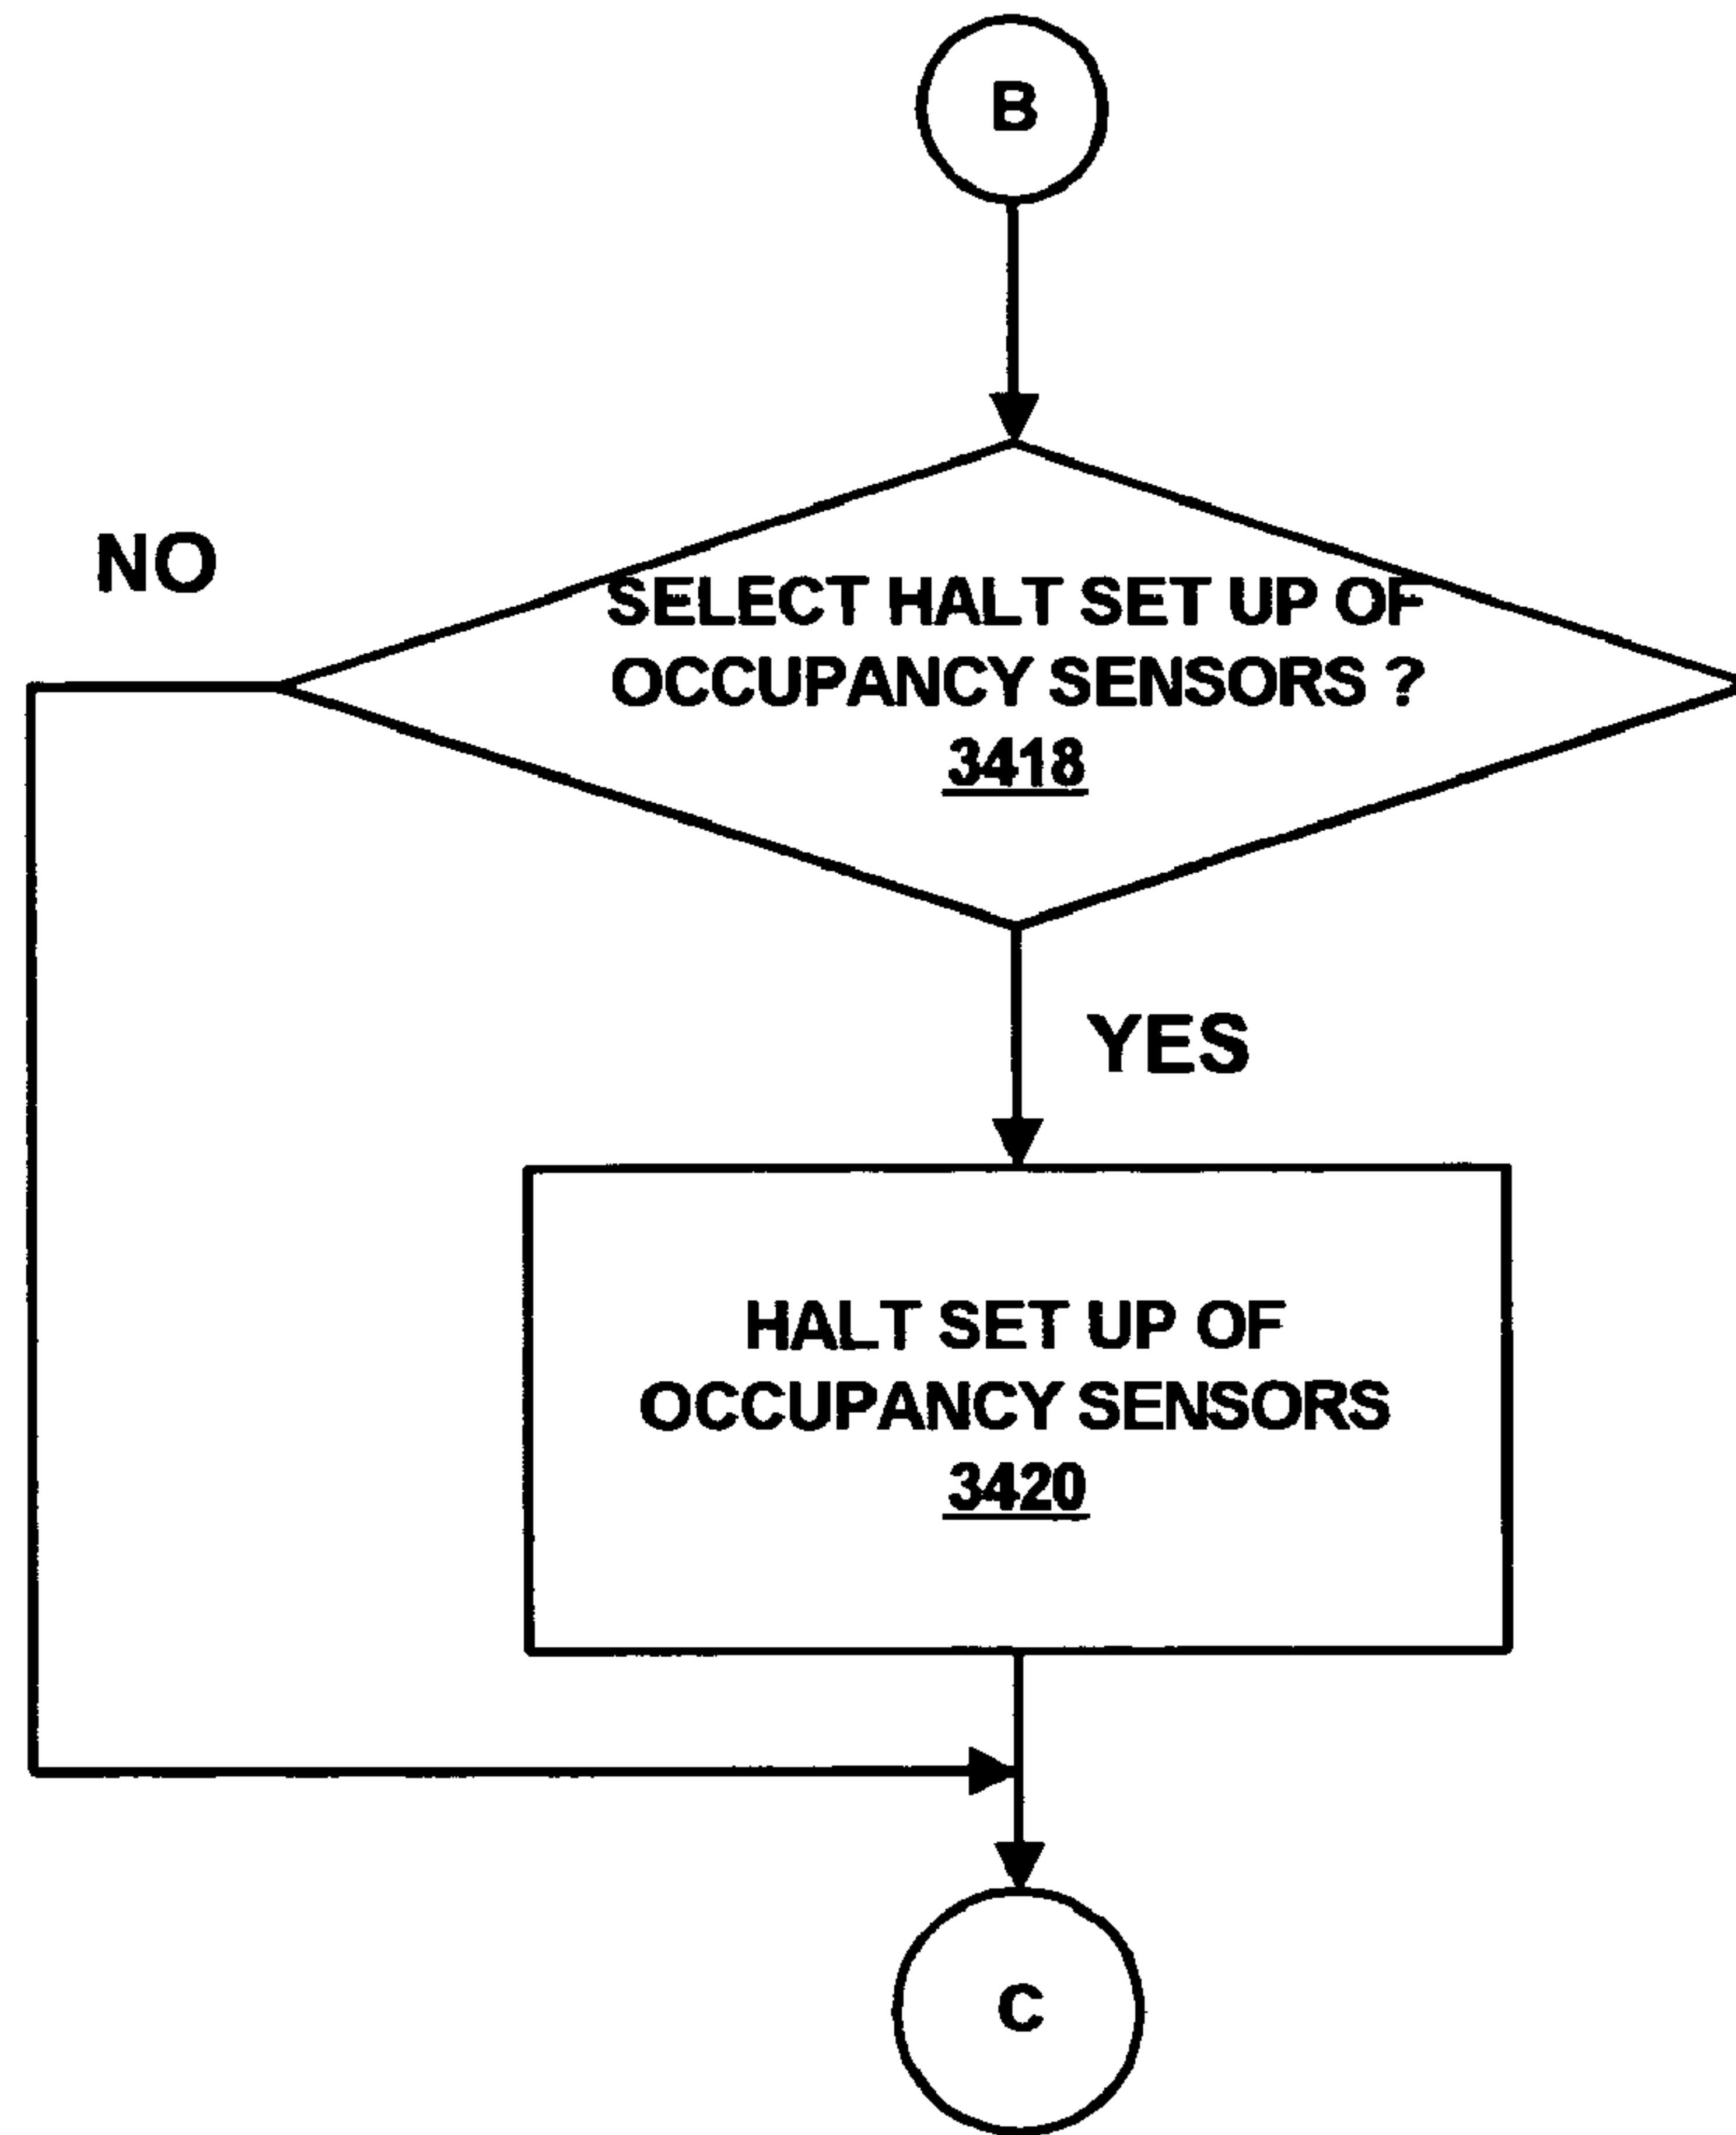 B
NO
SELECT HALT SET UP OF
OCCUPANCY SENSORS ?
3418
YES
HALT SET UP OF
OCCUPANCY SENSORS
3420
C